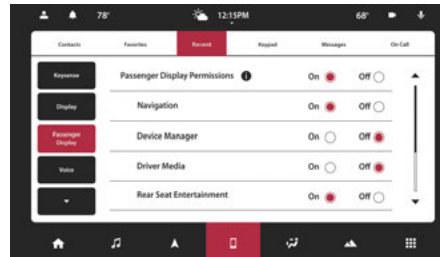 78° 12:15PM 68°
Contacts Favorites Recent Keypad Messages On Call
Keysense
Passenger Display Permissions i On Off
Display
Navigation On Off
Passenger
Display
Device Manager On Off
Voice
Driver Media On Off
Rear Seat Entertainment On Off